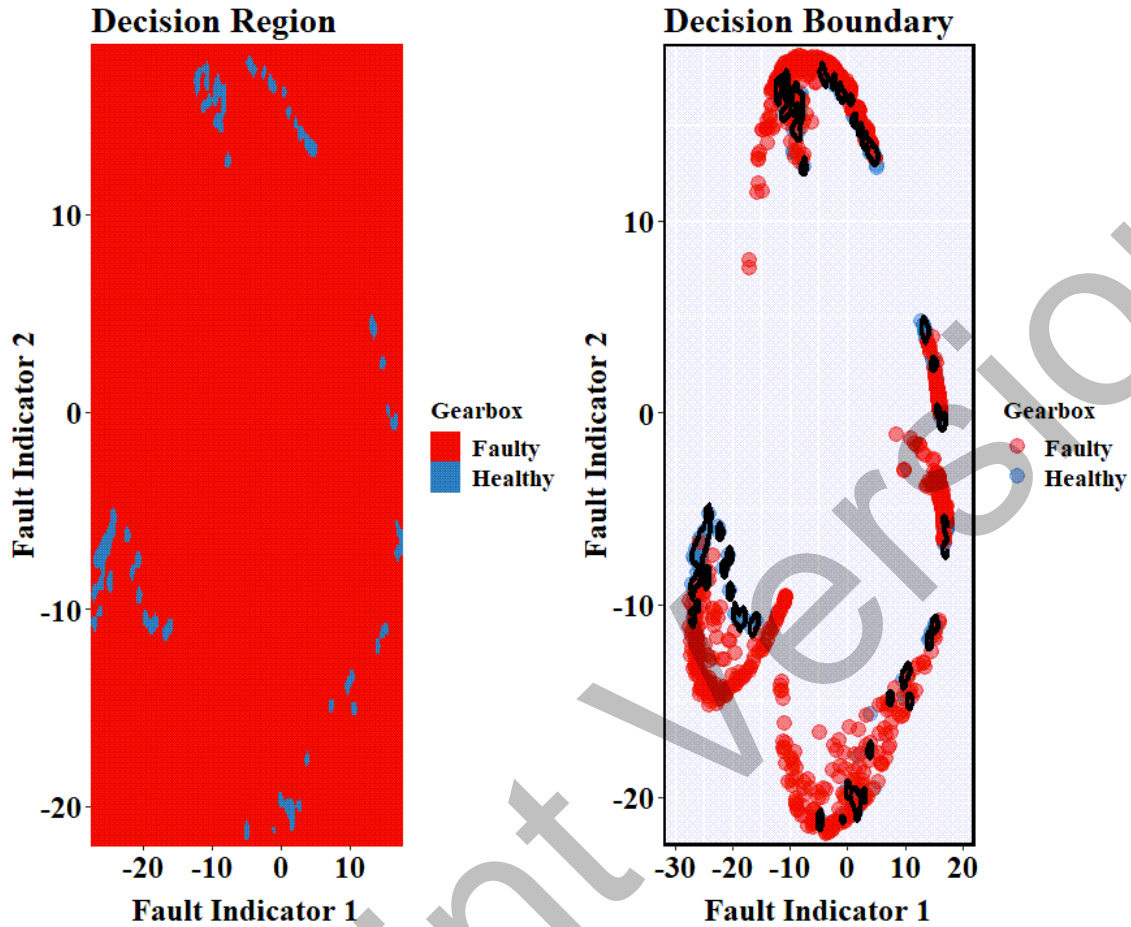 Decision Region
Fault Indicator 2
10
0
-10
-20
-20
-10
0
10
Fault Indicator 1
Gearbox
Faulty
Healthy
Decision Boundary
Fault Indicator 2
10
0
-10
-20
-30
-20
-10
0
10
20
Fault Indicator 1
Gearbox
Faulty
Healthy
int Versio